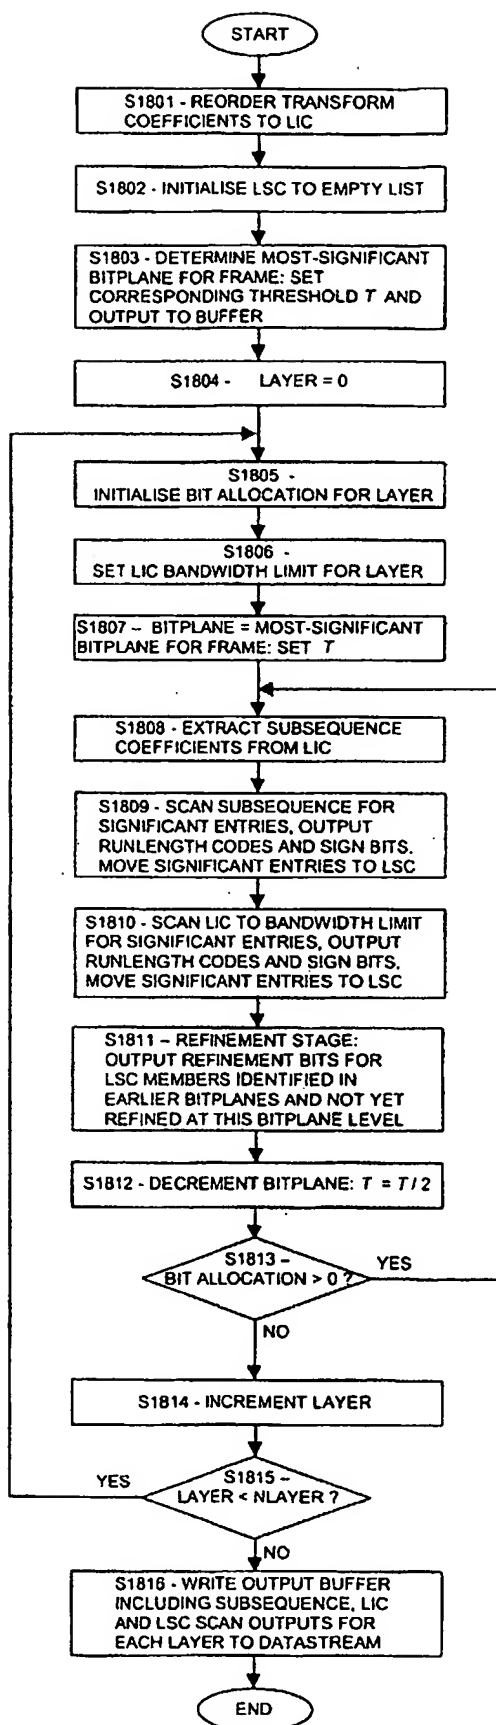 START
S1801 - REORDER TRANSFORM
COEFFICIENTS TO LIC
S1802 - INITIALISE LSC TO EMPTY LIST
S1803 - DETERMINE MOST-SIGNIFICANT
BITPLANE FOR FRAME: SET
CORRESPONDING THRESHOLD T AND
OUTPUT TO BUFFER
S1804 - LAYER = 0
S1805 -
INITIALISE BIT ALLOCATION FOR LAYER
S1806 -
SET LIC BANDWIDTH LIMIT FOR LAYER
S1807 – BITPLANE = MOST-SIGNIFICANT
BITPLANE FOR FRAME: SET T
S1808 - EXTRACT SUBSEQUENCE
COEFFICIENTS FROM LIC
S1809 - SCAN SUBSEQUENCE FOR
SIGNIFICANT ENTRIES, OUTPUT
RUNLENGTH CODES AND SIGN BITS.
MOVE SIGNIFICANT ENTRIES TO LSC
S1810 - SCAN LIC TO BANDWIDTH LIMIT
FOR SIGNIFICANT ENTRIES, OUTPUT
RUNLENGTH CODES AND SIGN BITS.
MOVE SIGNIFICANT ENTRIES TO LSC
S1811 – REFINEMENT STAGE:
OUTPUT REFINEMENT BITS FOR
LSC MEMBERS IDENTIFIED IN
EARLIER BITPLANES AND NOT YET
REFINED AT THIS BITPLANE LEVEL
S1812 - DECREMENT BITPLANE: T = T/2
S1813 –
BIT ALLOCATION > 0 ?
YES
NO
S1814 - INCREMENT LAYER
YES
S1815 –
LAYER < NLAYER ?
NO
S1816 - WRITE OUTPUT BUFFER
INCLUDING SUBSEQUENCE, LIC
AND LSC SCAN OUTPUTS FOR
EACH LAYER TO DATASTREAM
END